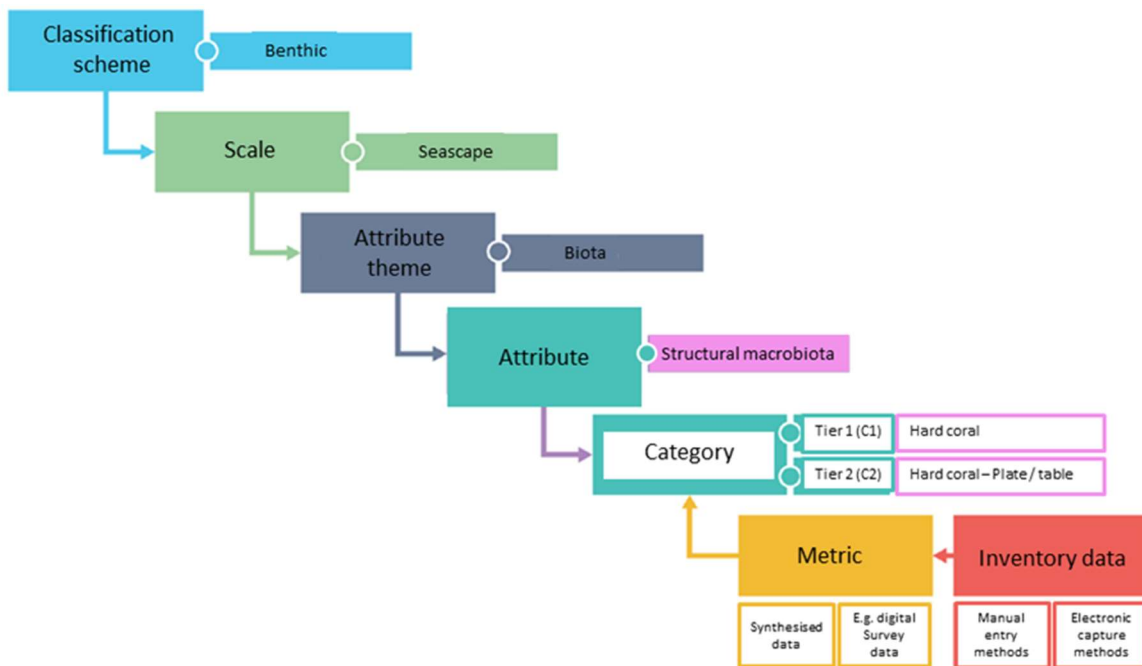 Classification
scheme
Benthic
Scale
Seascape
Attribute
theme
Biota
Attribute
Structural macrobiota
Category
Tier 1 (C1)
Hard coral
Tier 2 (C2)
Hard coral – Plate / table
Metric
Inventory data
Synthesised
data
E.g. digital
Survey
data
Manual
entry
methods
Electronic
capture
methods